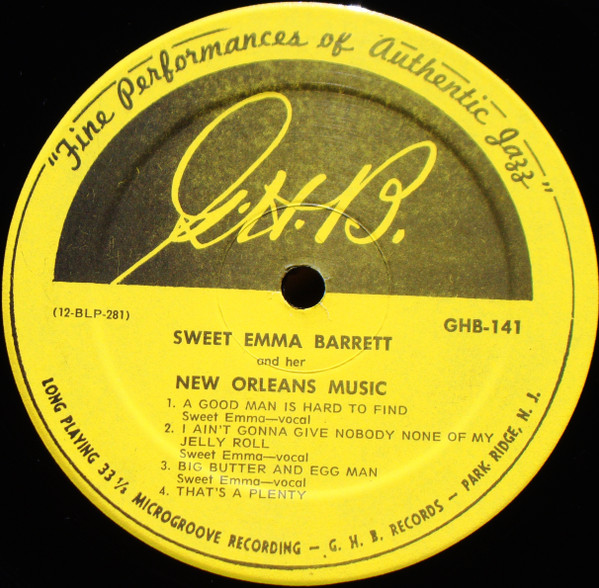 "Fine Performances of Authentic Jazz"
G.H.B.
(12-BLP-281)
GHB-141
SWEET EMMA BARRETT
and her
NEW ORLEANS MUSIC
1. A GOOD MAN IS HARD TO FIND
Sweet Emma—vocal
2. I AIN'T GONNA GIVE NOBODY NONE OF MY
JELLY ROLL
Sweet Emma—vocal
3. BIG BUTTER AND EGG MAN
Sweet Emma—vocal
4. THAT'S A PLENTY
LONG PLAYING 33 1/3 MICROGROOVE RECORDING — G. H. B. RECORDS — PARK RIDGE, N. J.